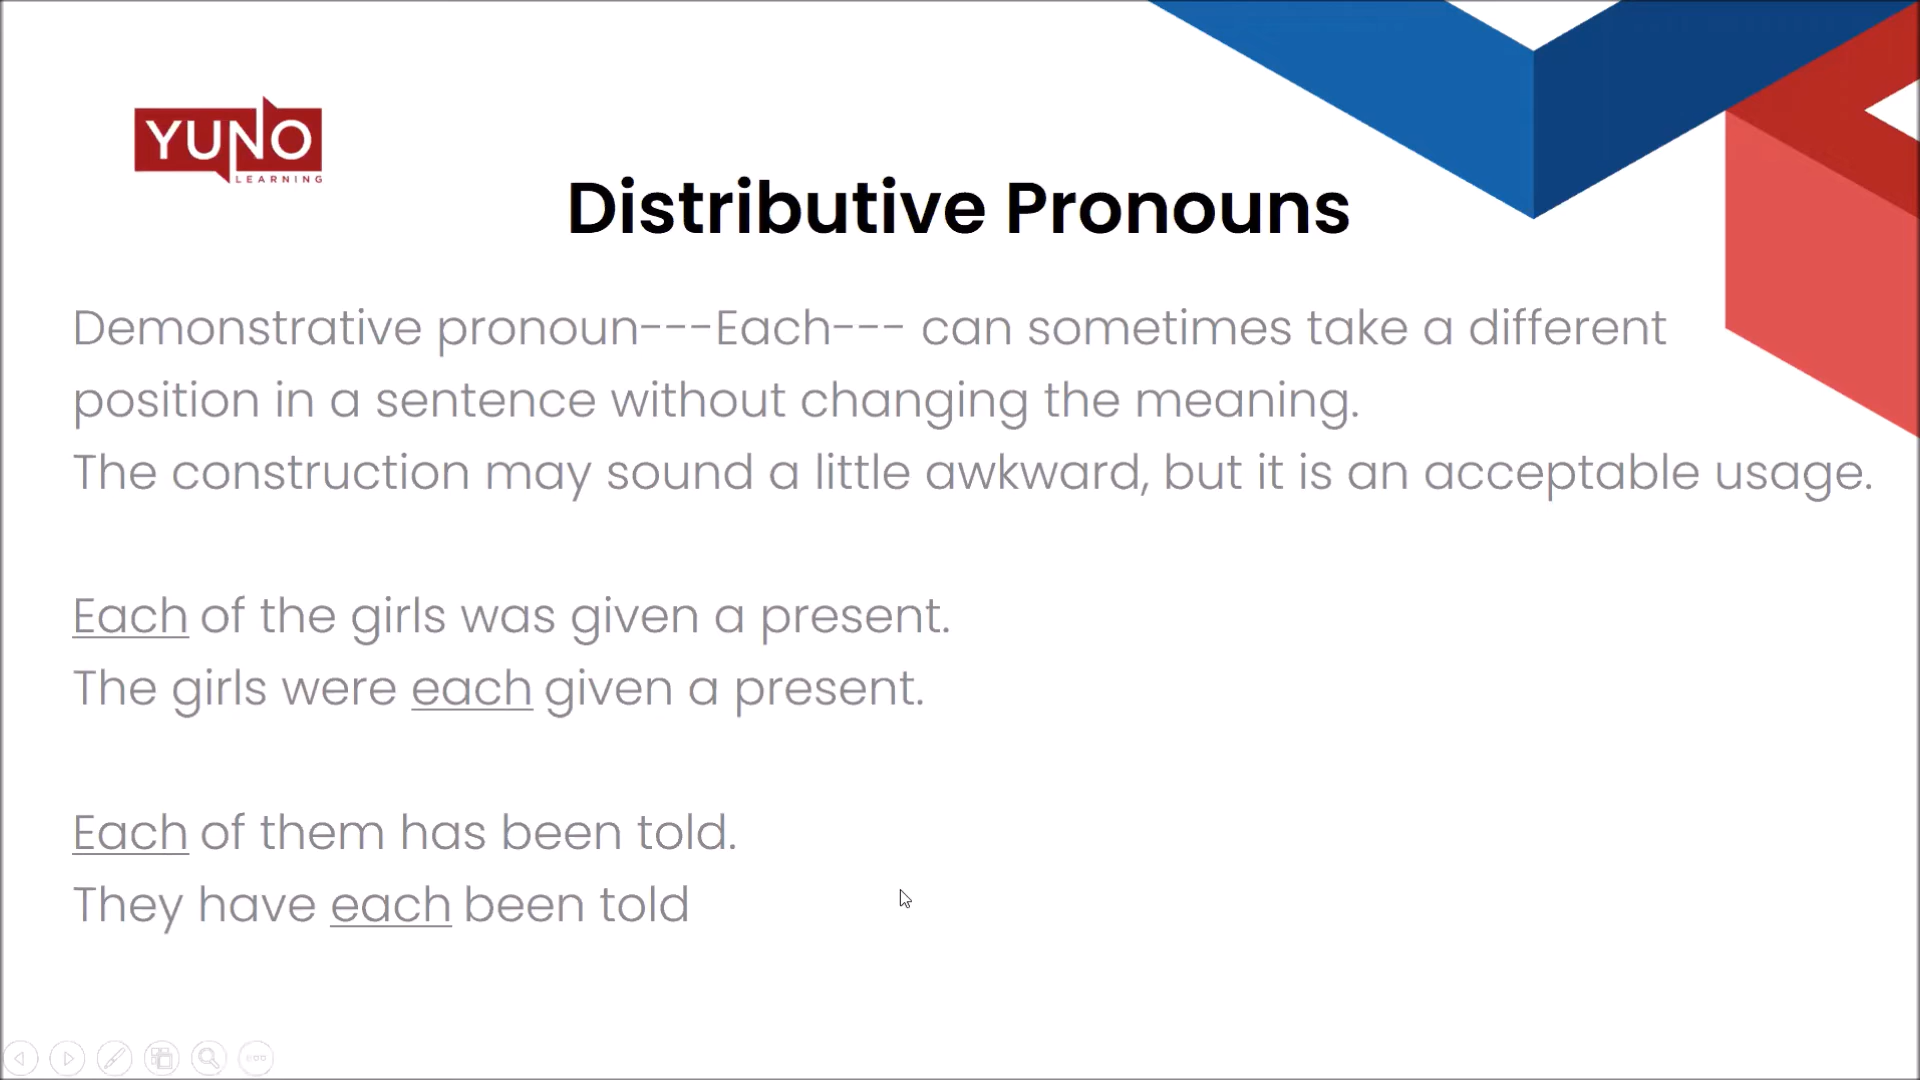 YUNO
LEARNING
Distributive Pronouns
Demonstrative pronoun---Each--- can sometimes take a different
position in a sentence without changing the meaning.
The construction may sound a little awkward, but it is an acceptable usage.
Each of the girls was given a present.
The girls were each given a present.
Each of them has been told.
They have each been told